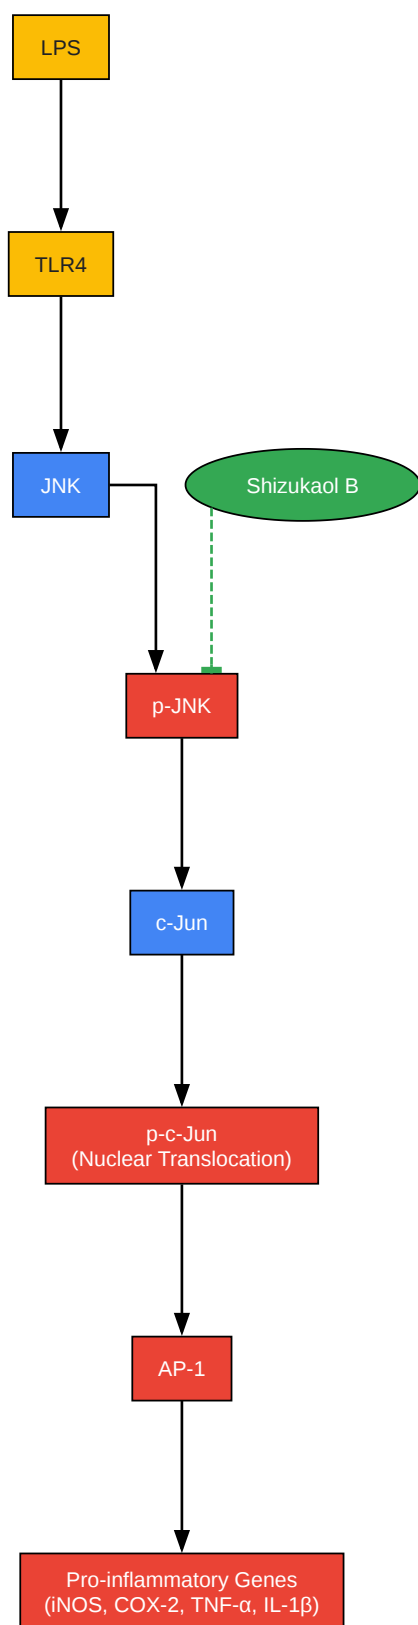 LPS
TLR4
JNK
Shizukaol B
p-JNK
c-Jun
p-c-Jun
(Nuclear Translocation)
AP-1
Pro-inflammatory Genes
(iNOS, COX-2, TNF-α, IL-1β)